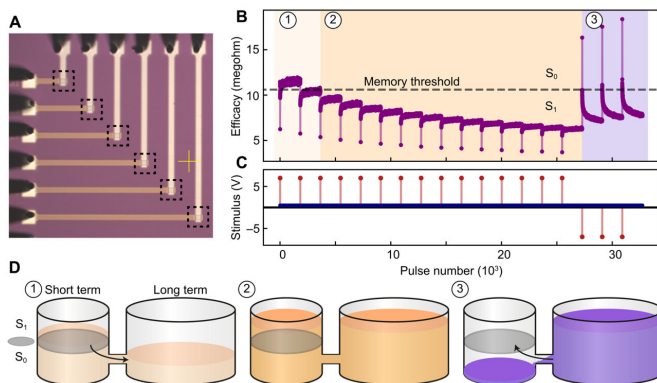 A
B
1
2
3
Efficacy (megohm)
15
10
5
Memory threshold
S₀
S₁
C
Stimulus (V)
5
−5
0
10
20
30
Pulse number (10³)
D
1
Short term
Long term
2
3
S₁
S₀